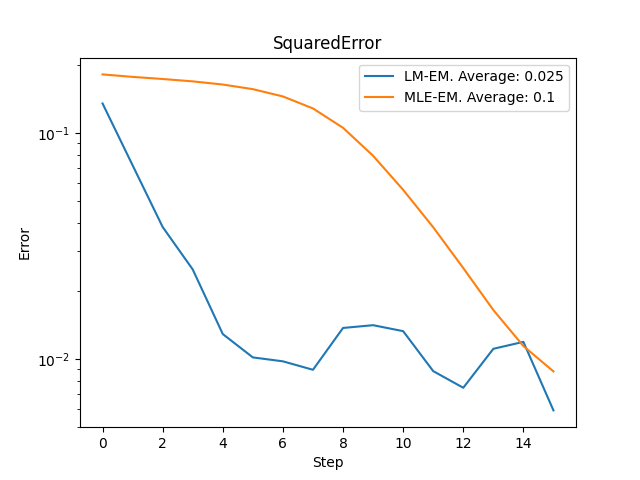 SquaredError
LM-EM. Average: 0.025
MLE-EM. Average: 0.1
10⁻¹
10⁻²
Error
0 2 4 6 8 10 12 14
Step